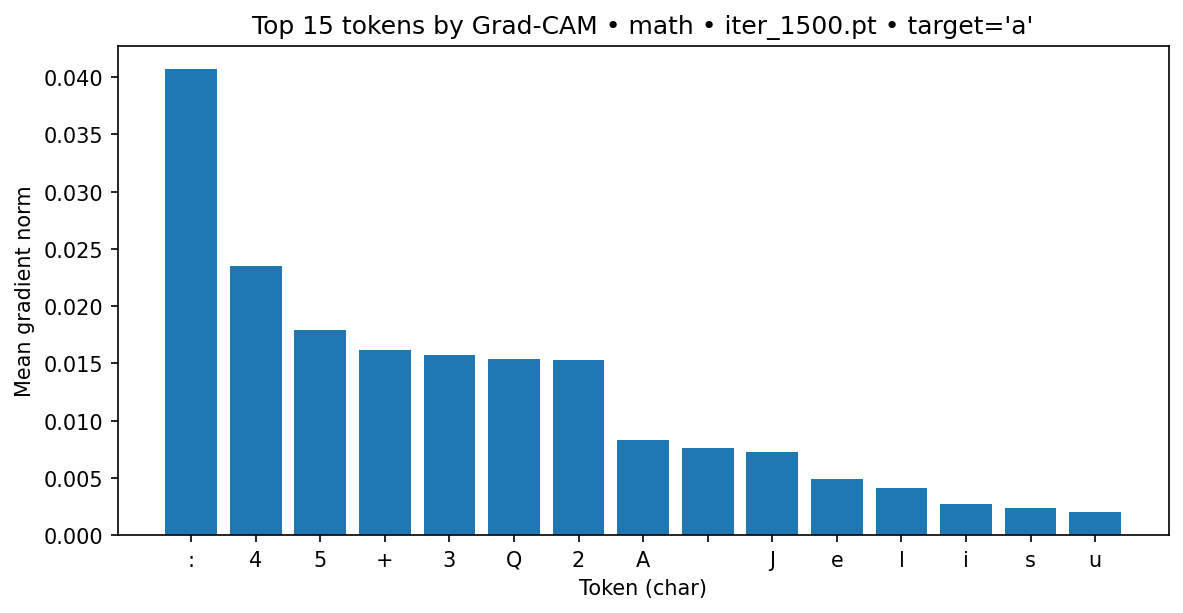 Top 15 tokens by Grad-CAM • math • iter_1500.pt • target='a'
0.040
0.035
0.030
0.025
0.020
0.015
0.010
0.005
0.000
Mean gradient norm
: 4 5 + 3 Q 2 A J e l i s u
Token (char)